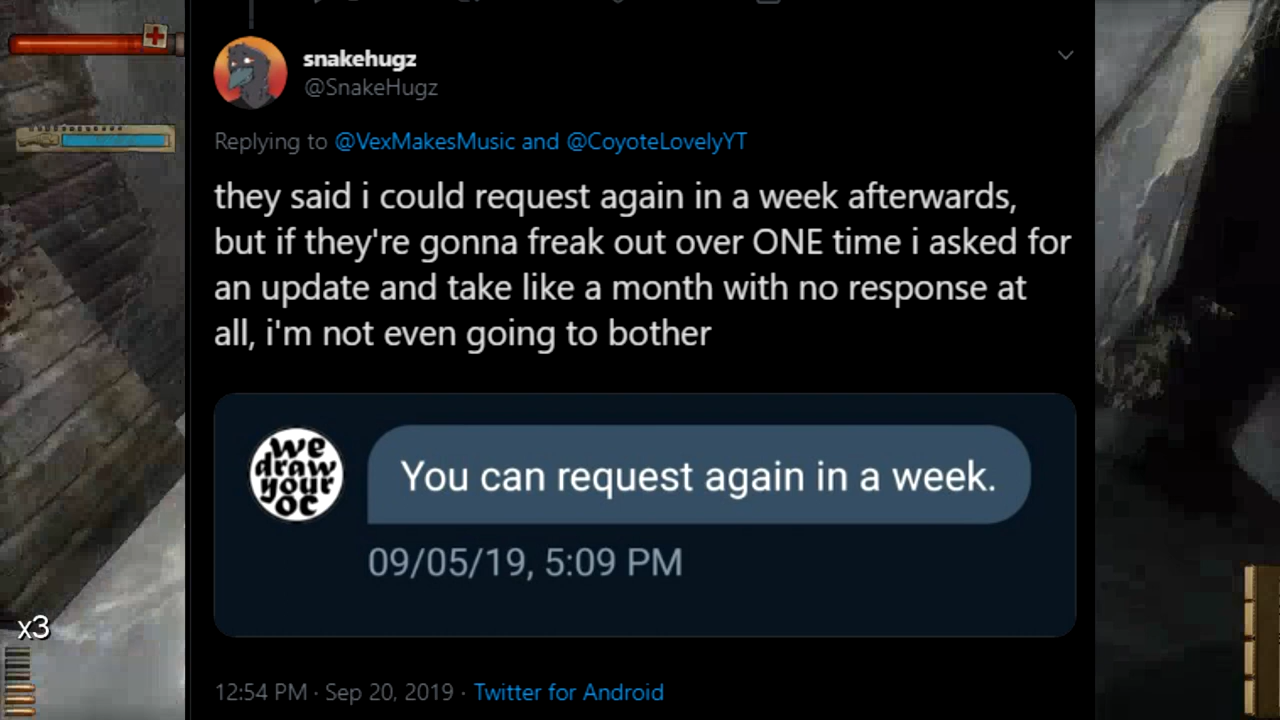 snakehugz
@SnakeHugz
Replying to @VexMakesMusic and @CoyoteLovelyYT
they said i could request again in a week afterwards,
but if they're gonna freak out over ONE time i asked for
an update and take like a month with no response at
all, i'm not even going to bother
we
draw
your
oc
You can request again in a week.
09/05/19, 5:09 PM
x3
12:54 PM · Sep 20, 2019 · Twitter for Android